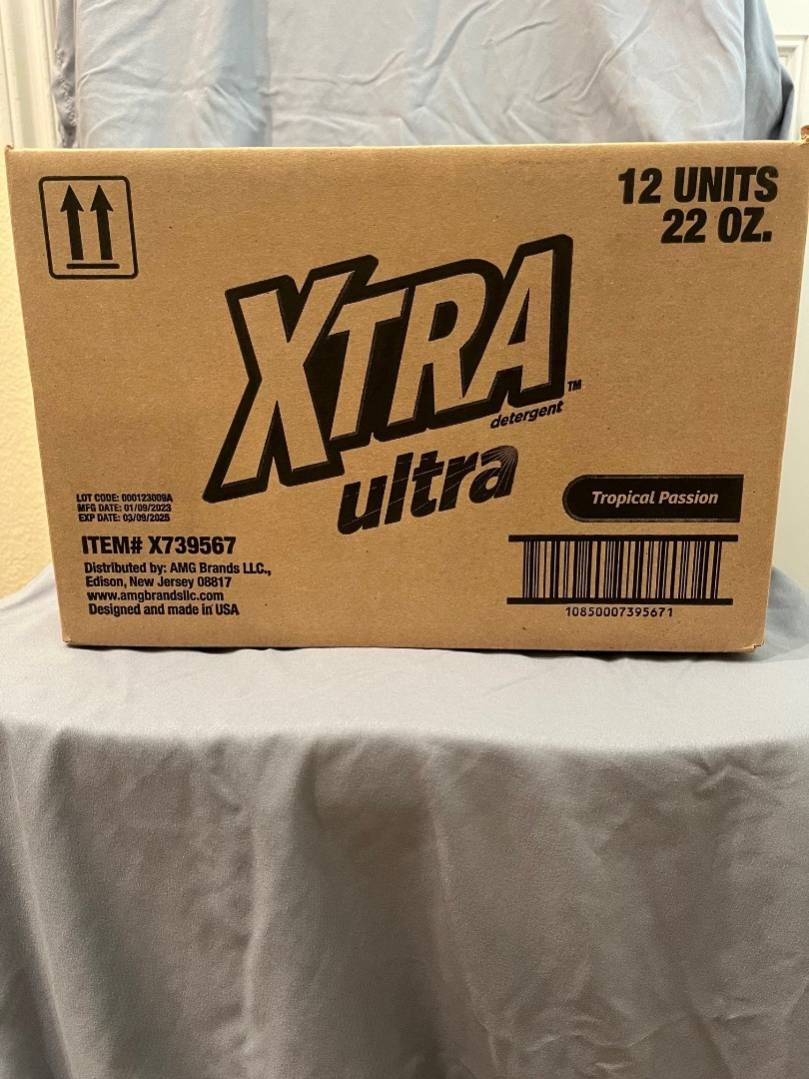 12 UNITS
22 OZ.
XTRA™
detergent
ultra
Tropical Passion
LOT CODE: 000123009A
MFG DATE: 01/09/2023
EXP DATE: 03/09/2025
ITEM# X739567
Distributed by: AMG Brands LLC.,
Edison, New Jersey 08817
www.amgbrandsllc.com
Designed and made in USA
10850007395671